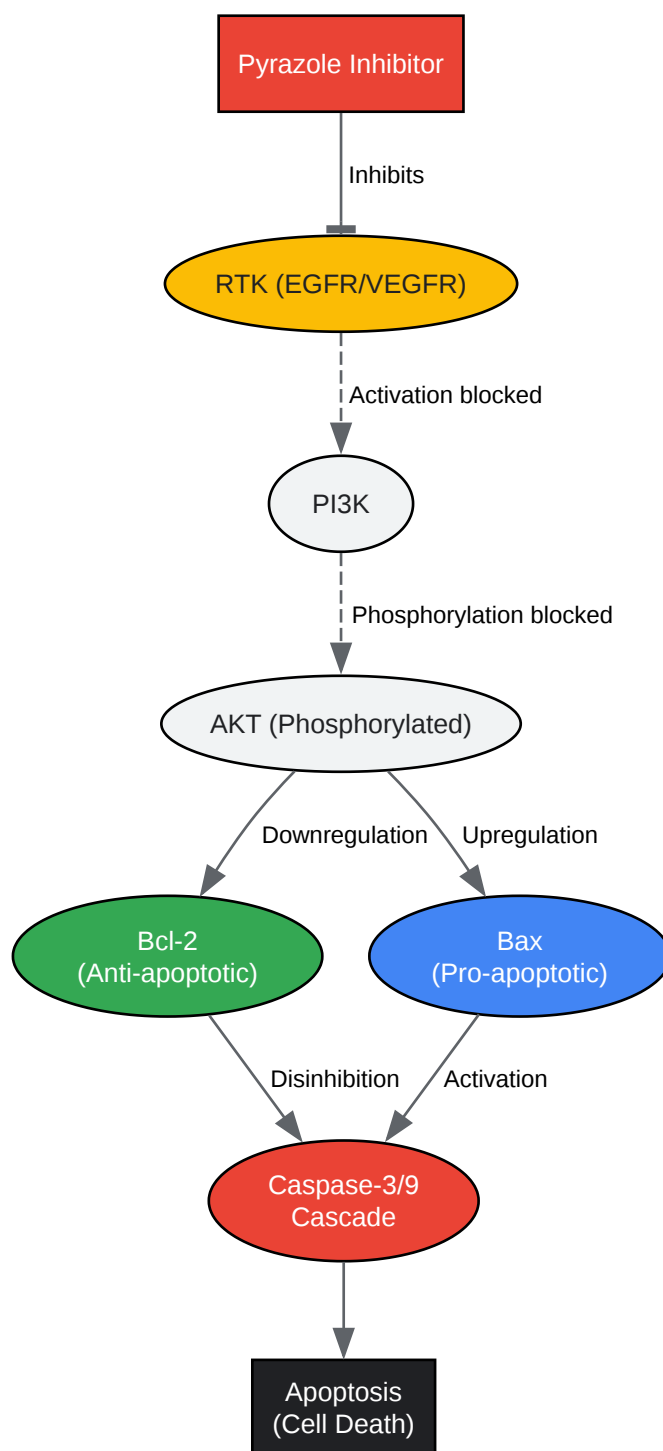 Pyrazole Inhibitor
Inhibits
RTK (EGFR/VEGFR)
Activation blocked
PI3K
Phosphorylation blocked
AKT (Phosphorylated)
Downregulation
Upregulation
Bcl-2
(Anti-apoptotic)
Bax
(Pro-apoptotic)
Disinhibition
Activation
Caspase-3/9
Cascade
Apoptosis
(Cell Death)